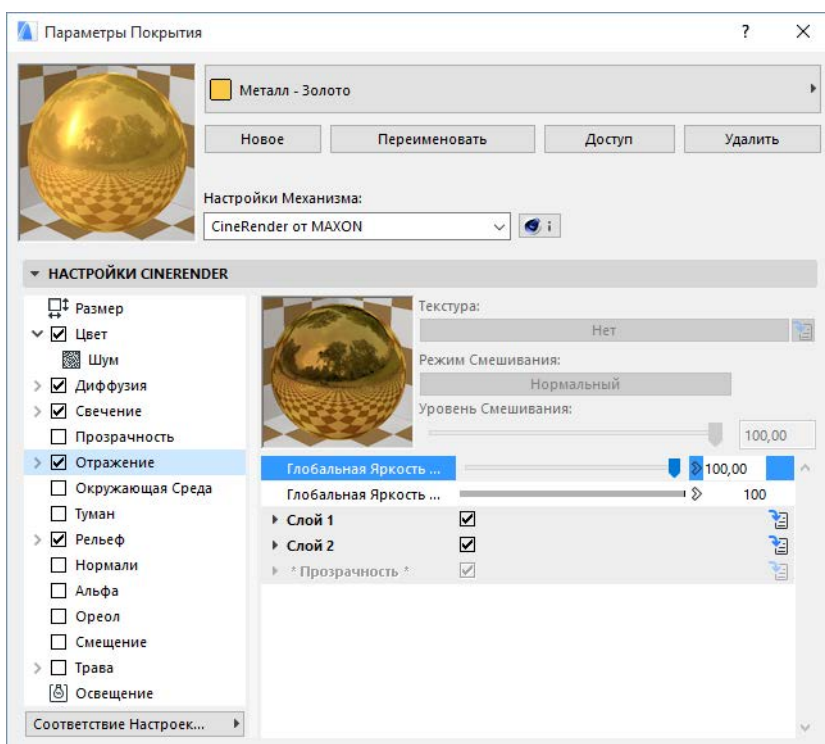 Параметры Покрытия
?
Металл - Золото
Новое
Переименовать
Доступ
Удалить
Настройки Механизма:
CineRender от MAXON
i
НАСТРОЙКИ CINERENDER
Размер
Цвет
Шум
Диффузия
Свечение
Прозрачность
Отражение
Окружающая Среда
Туман
Рельеф
Нормали
Альфа
Ореол
Смещение
Трава
Освещение
Соответствие Настроек...
Текстура:
Нет
Режим Смешивания:
Нормальный
Уровень Смешивания:
100,00
Глобальная Яркость ... 100,00
Глобальная Яркость ... 100
Слой 1
Слой 2
* Прозрачность *